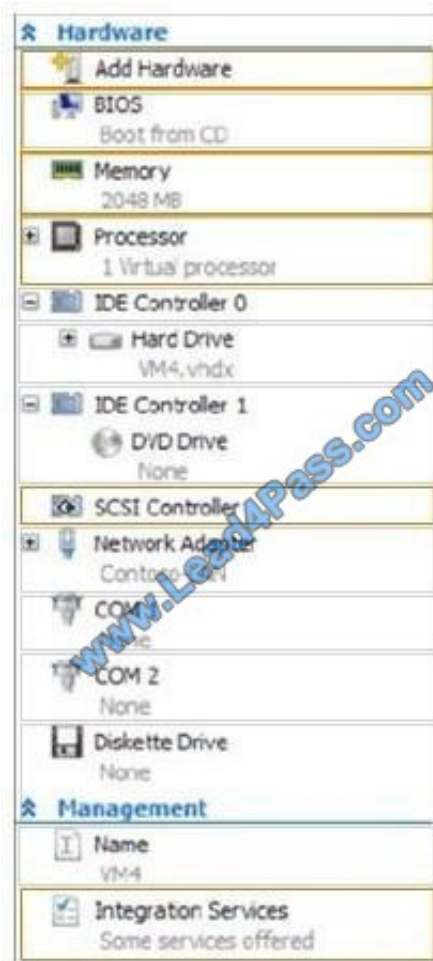 Hardware
Add Hardware
BIOS
Boot from CD
Memory
2048 MB
Processor
1 Virtual processor
IDE Controller 0
Hard Drive
VM4.vhdx
IDE Controller 1
DVD Drive
None
SCSI Controller
Network Adapter
COM
COM 2
None
Diskette Drive
None
Management
Name
VM4
Integration Services
Some services offered
www.Lead4Pass.com